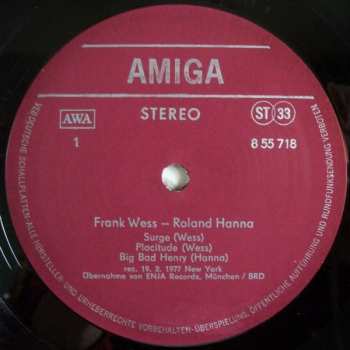 AMIGA
AWA
STEREO
ST 33
1
8 55 718
Frank Wess – Roland Hanna
Surge (Wess)
Placitude (Wess)
Big Bad Henry (Hanna)
rec. 19. 3. 1977 New York
Übernahme von ENJA Records, München / BRD
VEB DEUTSCHE SCHALLPLATTEN · ALLE HERSTELLER- UND URHEBERRECHTE VORBEHALTEN · ÜBERSPIELUNG, ÖFFENTLICHE AUFFÜHRUNG UND RUNDFUNKSENDUNG VERBOTEN